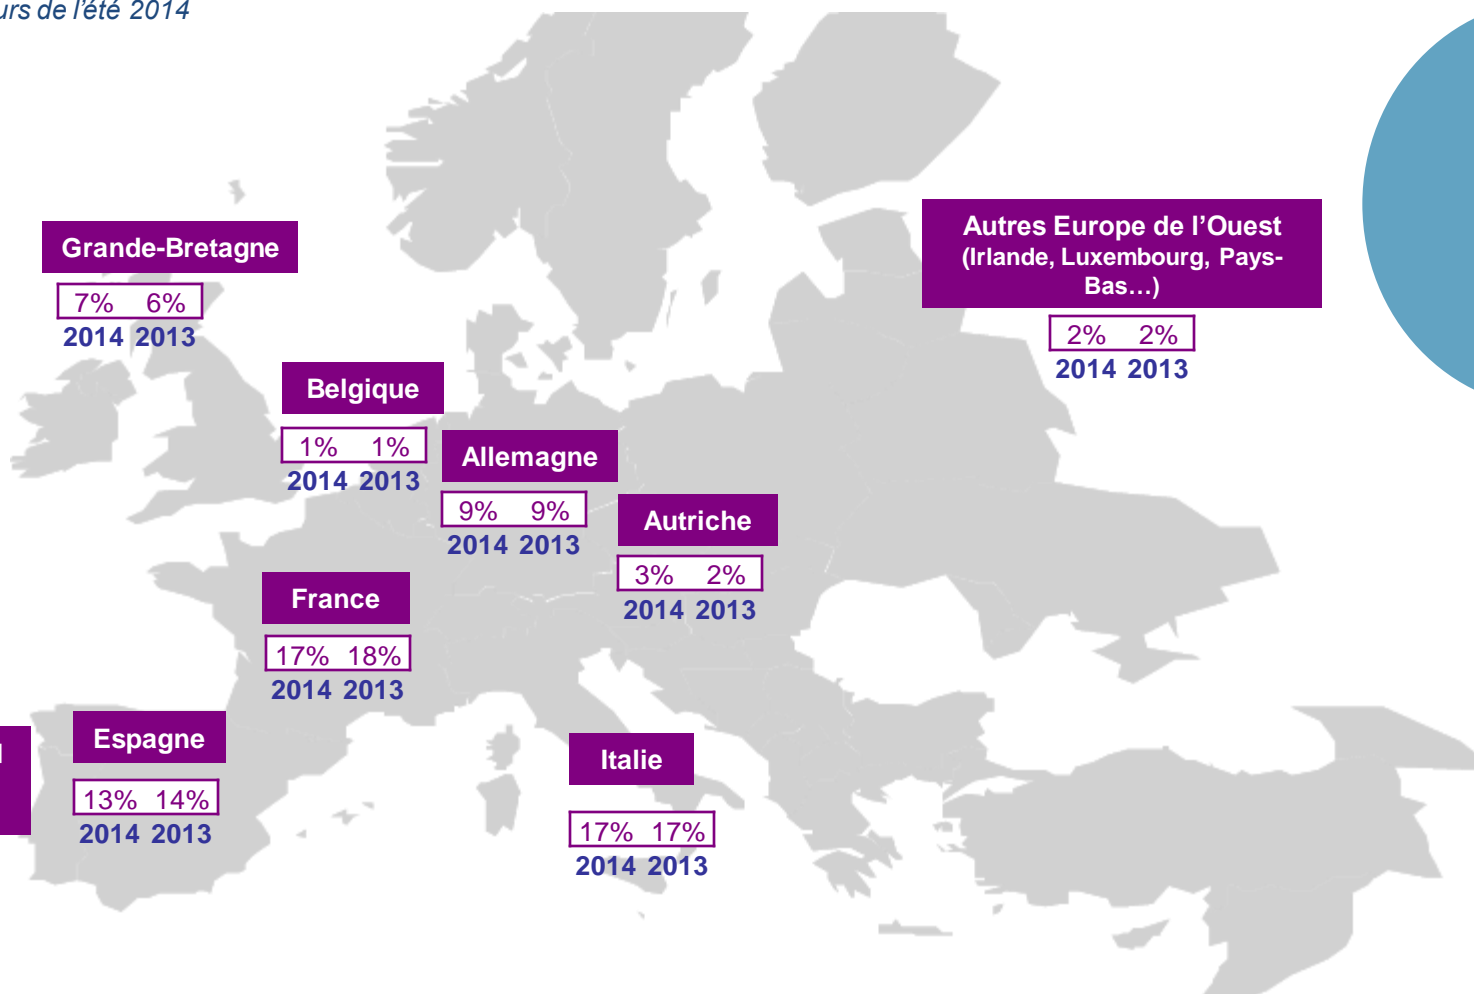 de l'été 2014
Grande-Bretagne
7% 6%
2014 2013
Autres Europe de l’Ouest
(Irlande, Luxembourg, Pays-
Bas…)
2% 2%
2014 2013
Belgique
1% 1%
2014 2013
Allemagne
9% 9%
2014 2013
Autriche
3% 2%
2014 2013
France
17% 18%
2014 2013
Espagne
13% 14%
2014 2013
Italie
17% 17%
2014 2013